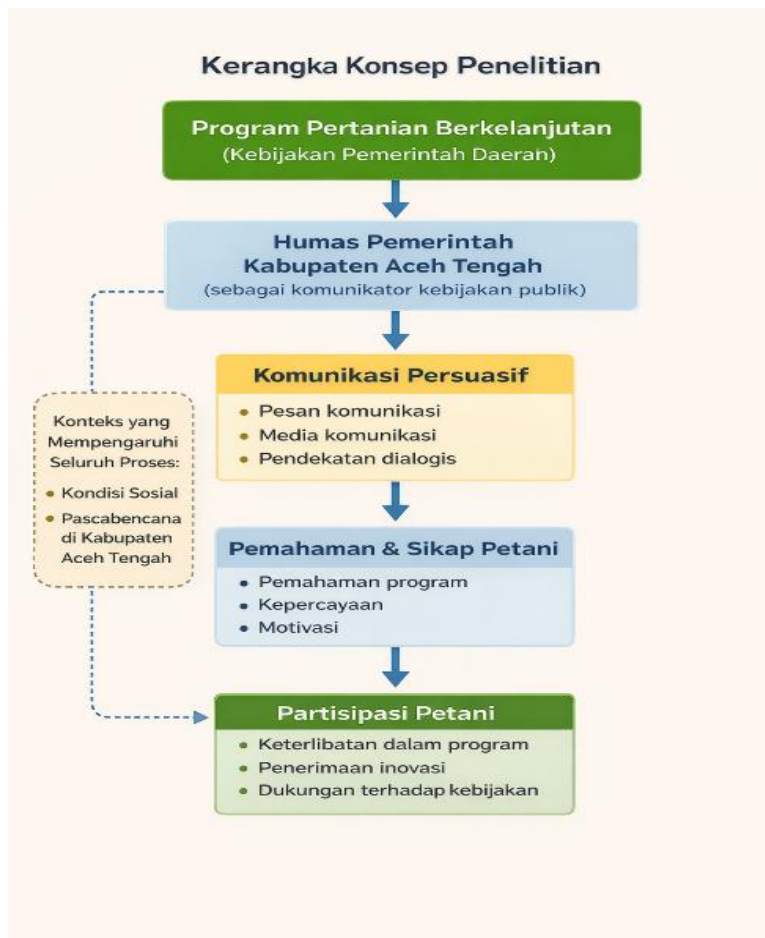 Kerangka Konsep Penelitian
Program Pertanian Berkelanjutan
(Kebijakan Pemerintah Daerah)
Humas Pemerintah
Kabupaten Aceh Tengah
(sebagai komunikator kebijakan publik)
Komunikasi Persuasif
• Pesan komunikasi
• Media komunikasi
• Pendekatan dialogis
Konteks yang
Mempengaruhi
Seluruh Proses:
• Kondisi Sosial
• Pascabencana
di Kabupaten
Aceh Tengah
Pemahaman & Sikap Petani
• Pemahaman program
• Kepercayaan
• Motivasi
Partisipasi Petani
• Keterlibatan dalam program
• Penerimaan inovasi
• Dukungan terhadap kebijakan